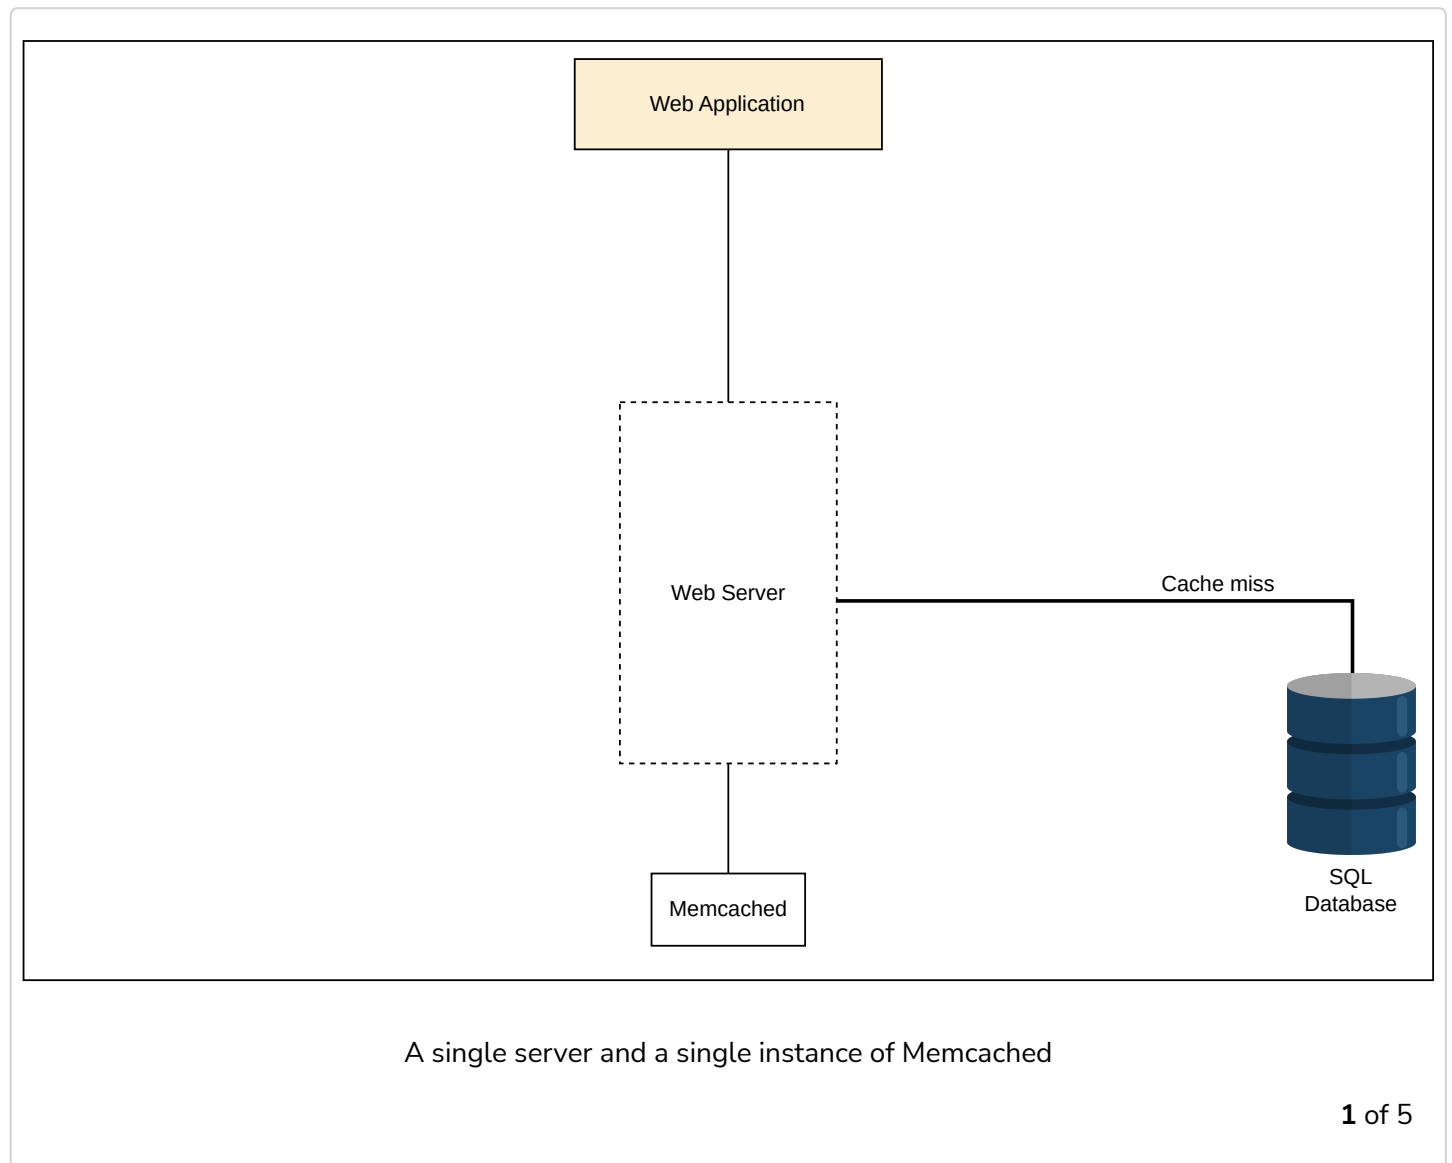 Web Application
Web Server
Cache miss
SQL
Database
Memcached
A single server and a single instance of Memcached
1 of 5